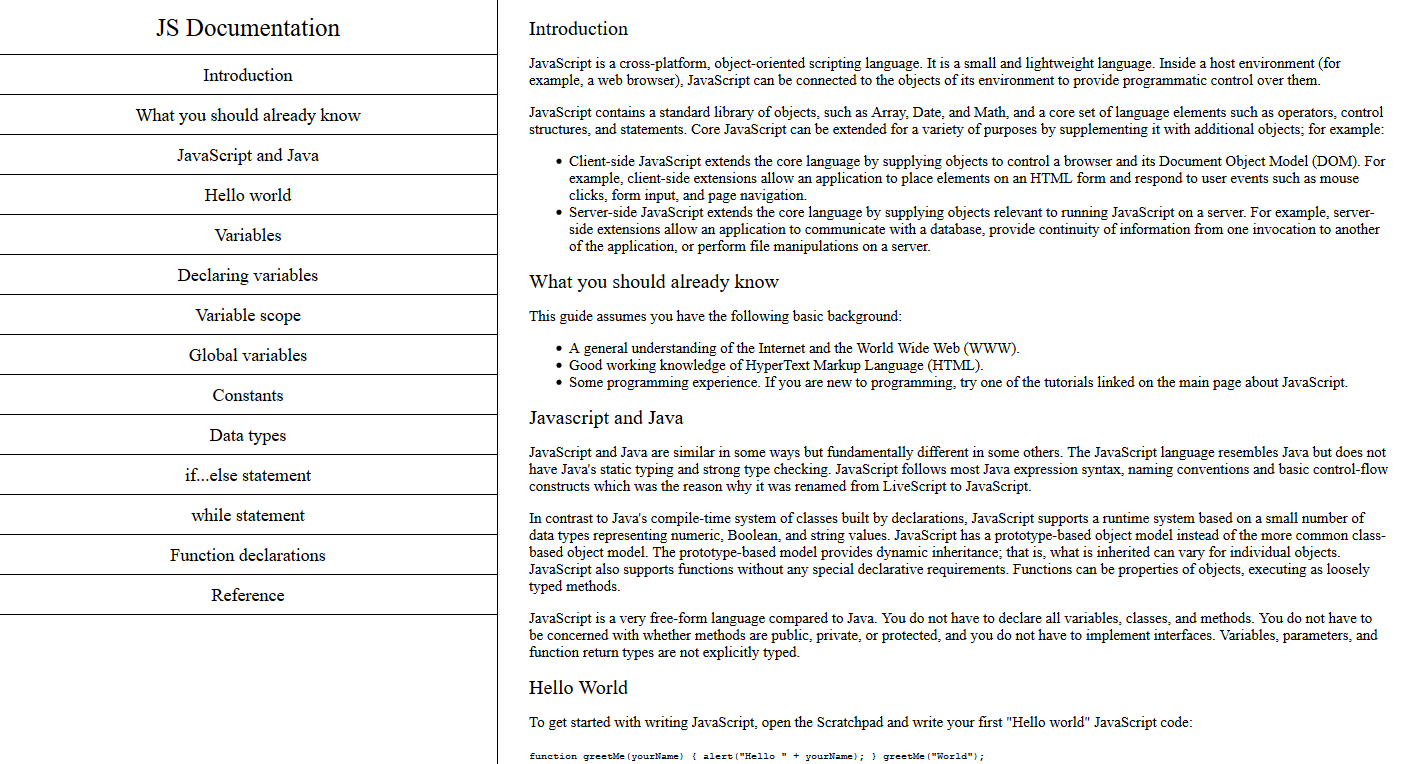 JS Documentation
Introduction
What you should already know
JavaScript and Java
Hello world
Variables
Declaring variables
Variable scope
Global variables
Constants
Data types
if...else statement
while statement
Function declarations
Reference
Introduction
JavaScript is a cross-platform, object-oriented scripting language. It is a small and lightweight language. Inside a host environment (for
example, a web browser), JavaScript can be connected to the objects of its environment to provide programmatic control over them.
JavaScript contains a standard library of objects, such as Array, Date, and Math, and a core set of language elements such as operators, control
structures, and statements. Core JavaScript can be extended for a variety of purposes by supplementing it with additional objects; for example:
• Client-side JavaScript extends the core language by supplying objects to control a browser and its Document Object Model (DOM). For
example, client-side extensions allow an application to place elements on an HTML form and respond to user events such as mouse
clicks, form input, and page navigation.
• Server-side JavaScript extends the core language by supplying objects relevant to running JavaScript on a server. For example, server-
side extensions allow an application to communicate with a database, provide continuity of information from one invocation to another
of the application, or perform file manipulations on a server.
What you should already know
This guide assumes you have the following basic background:
• A general understanding of the Internet and the World Wide Web (WWW).
• Good working knowledge of HyperText Markup Language (HTML).
• Some programming experience. If you are new to programming, try one of the tutorials linked on the main page about JavaScript.
Javascript and Java
JavaScript and Java are similar in some ways but fundamentally different in some others. The JavaScript language resembles Java but does not
have Java's static typing and strong type checking. JavaScript follows most Java expression syntax, naming conventions and basic control-flow
constructs which was the reason why it was renamed from LiveScript to JavaScript.
In contrast to Java's compile-time system of classes built by declarations, JavaScript supports a runtime system based on a small number of
data types representing numeric, Boolean, and string values. JavaScript has a prototype-based object model instead of the more common class-
based object model. The prototype-based model provides dynamic inheritance; that is, what is inherited can vary for individual objects.
JavaScript also supports functions without any special declarative requirements. Functions can be properties of objects, executing as loosely
typed methods.
JavaScript is a very free-form language compared to Java. You do not have to declare all variables, classes, and methods. You do not have to
be concerned with whether methods are public, private, or protected, and you do not have to implement interfaces. Variables, parameters, and
function return types are not explicitly typed.
Hello World
To get started with writing JavaScript, open the Scratchpad and write your first "Hello world" JavaScript code:
function greetMe(yourName) { alert("Hello " + yourName); } greetMe("World");